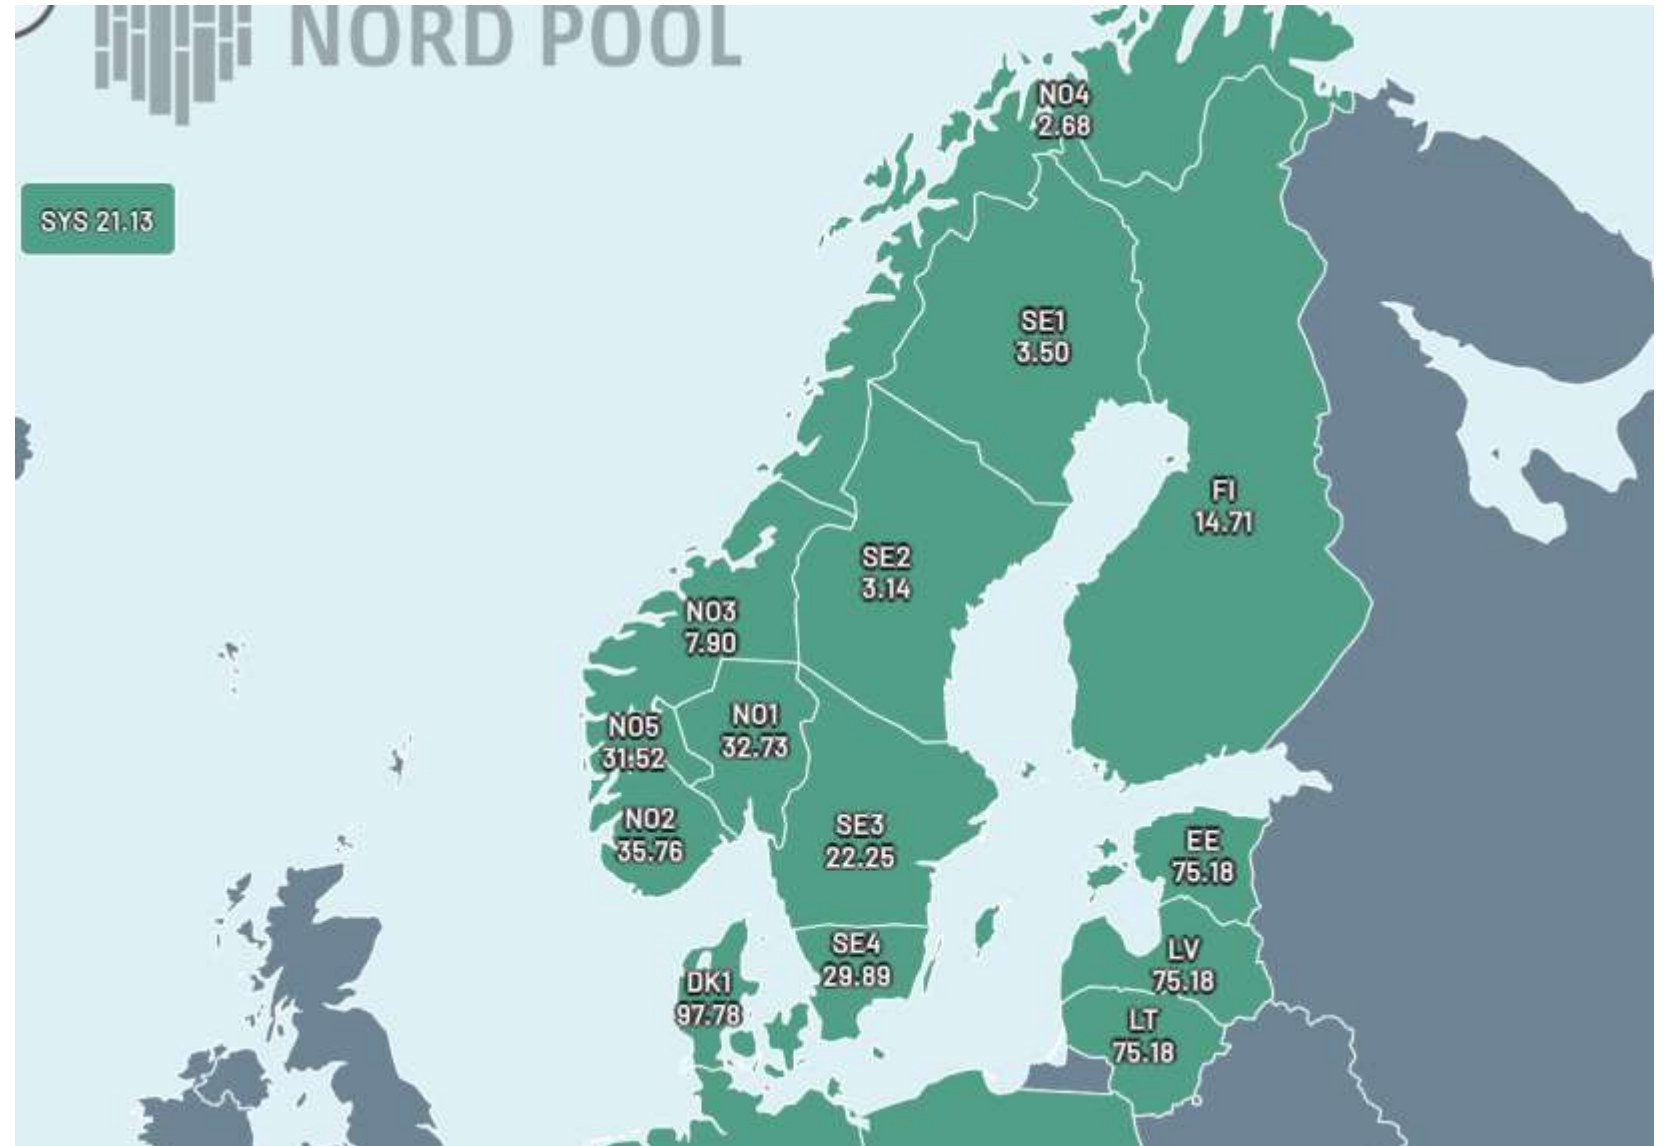 NORD POOL
NO4
2.68
SYS 21.13
SE1
3.50
FI
14.71
SE2
3.14
NO3
7.90
NO1
32.73
NO5
31.52
NO2
35.76
SE3
22.25
EE
75.18
SE4
29.89
LV
75.18
DK1
97.78
LT
75.18